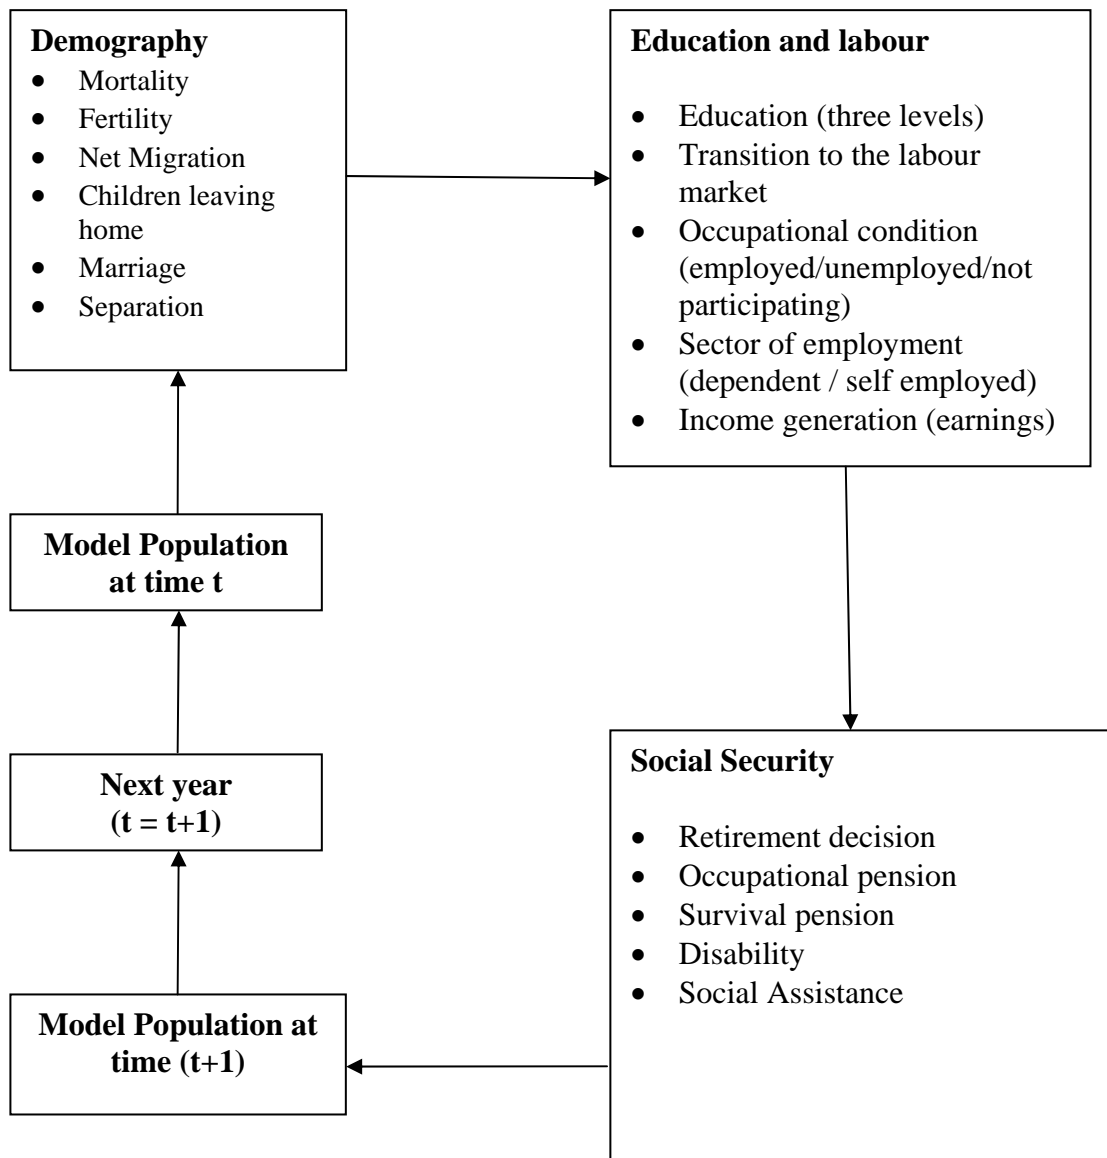 Demography
• Mortality
• Fertility
• Net Migration
• Children leaving
home
• Marriage
• Separation
Education and labour
• Education (three levels)
• Transition to the labour
market
• Occupational condition
(employed/unemployed/not
participating)
• Sector of employment
(dependent / self employed)
• Income generation (earnings)
Model Population
at time t
Next year
(t = t+1)
Social Security
• Retirement decision
• Occupational pension
• Survival pension
• Disability
• Social Assistance
Model Population at
time (t+1)